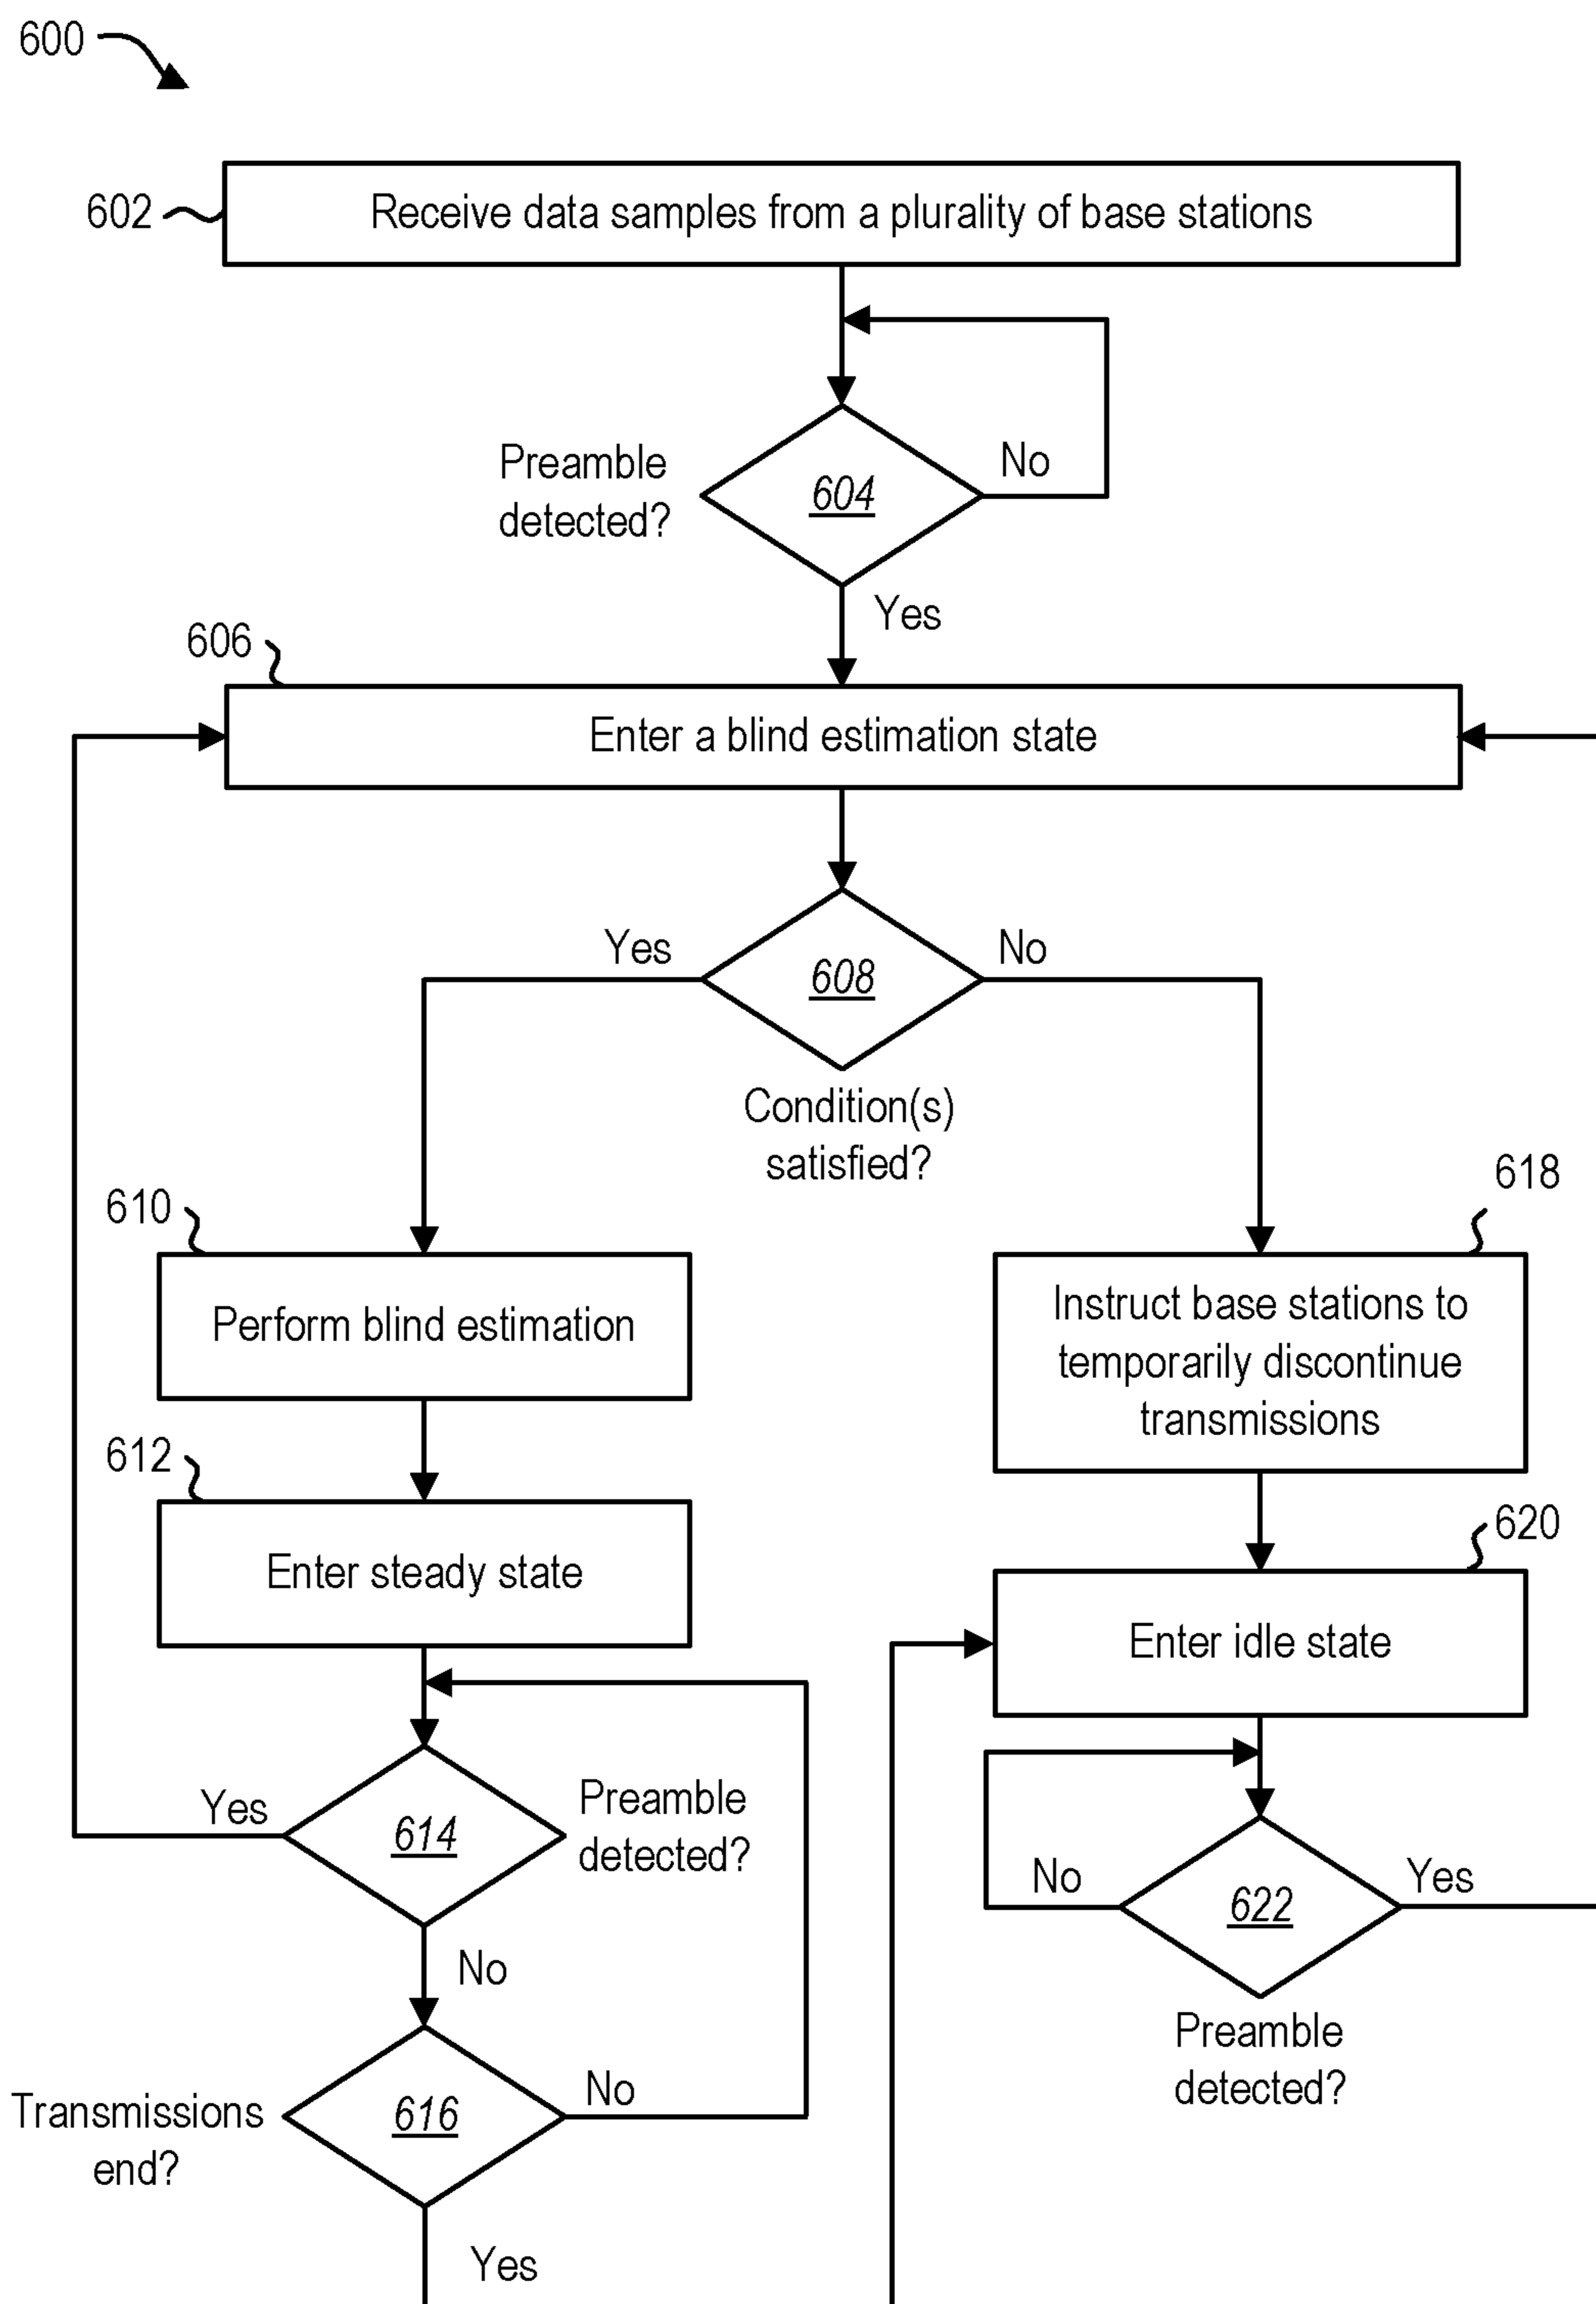 600
602
Receive data samples from a plurality of base stations
Preamble
detected?
604
No
Yes
606
Enter a blind estimation state
Yes
608
No
Condition(s)
satisfied?
610
Perform blind estimation
618
Instruct base stations to
temporarily discontinue
transmissions
612
Enter steady state
620
Enter idle state
Yes
614
Preamble
detected?
No
No
622
Yes
Preamble
detected?
Transmissions
end?
616
No
Yes